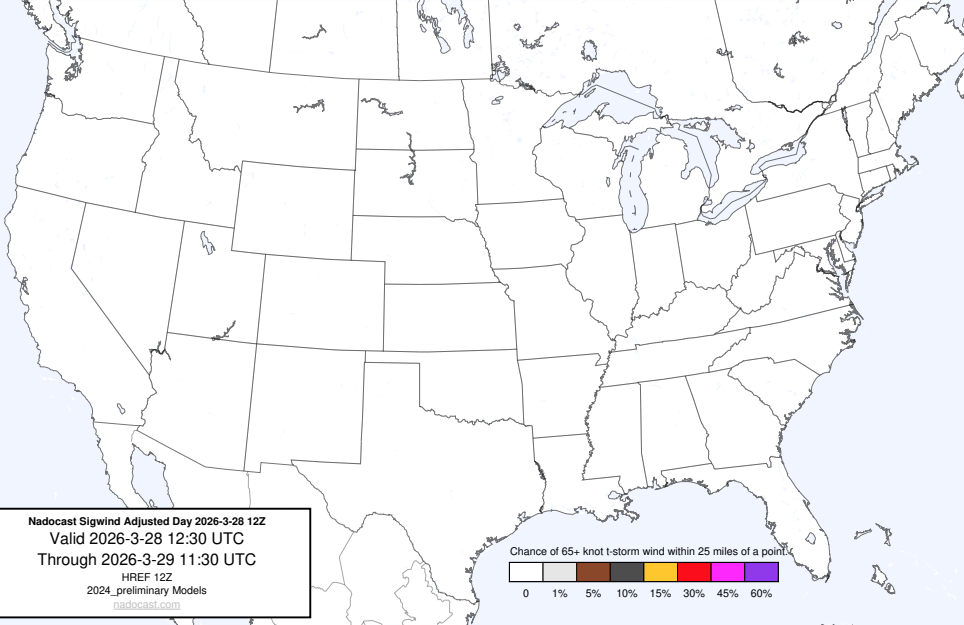 Nadocast Sigwind Adjusted Day 2026-3-28 12Z
Valid 2026-3-28 12:30 UTC
Through 2026-3-29 11:30 UTC
HREF 12Z
2024_preliminary Models
nadocast.com
Chance of 65+ knot t-storm wind within 25 miles of a point.
0 1% 5% 10% 15% 30% 45% 60%